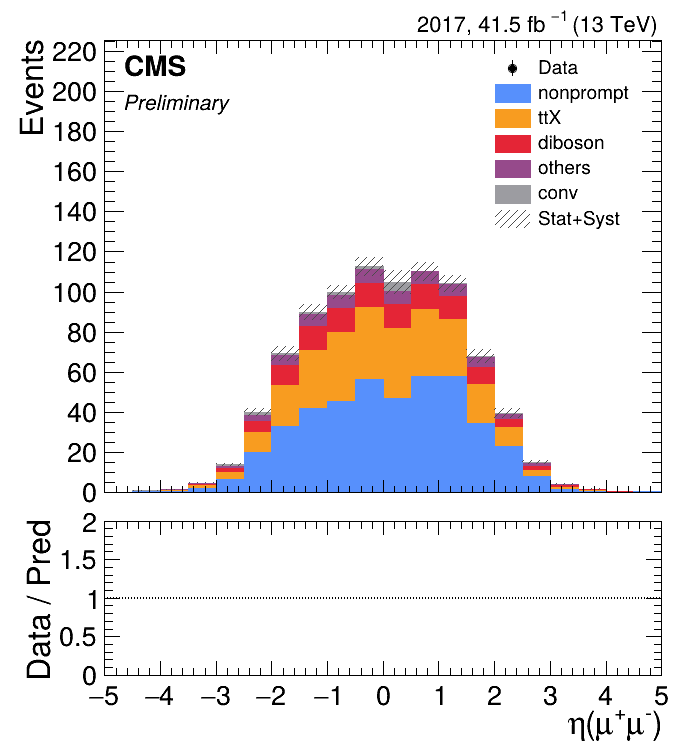 2017, 41.5 fb⁻¹ (13 TeV)
CMS
Preliminary
Events
220
200
180
160
140
120
100
80
60
40
20
0
Data
nonprompt
ttX
diboson
others
conv
Stat+Syst
Data / Pred
2
1.5
1
0.5
0
−5 −4 −3 −2 −1 0 1 2 3 4 5
η(μ⁺μ⁻)